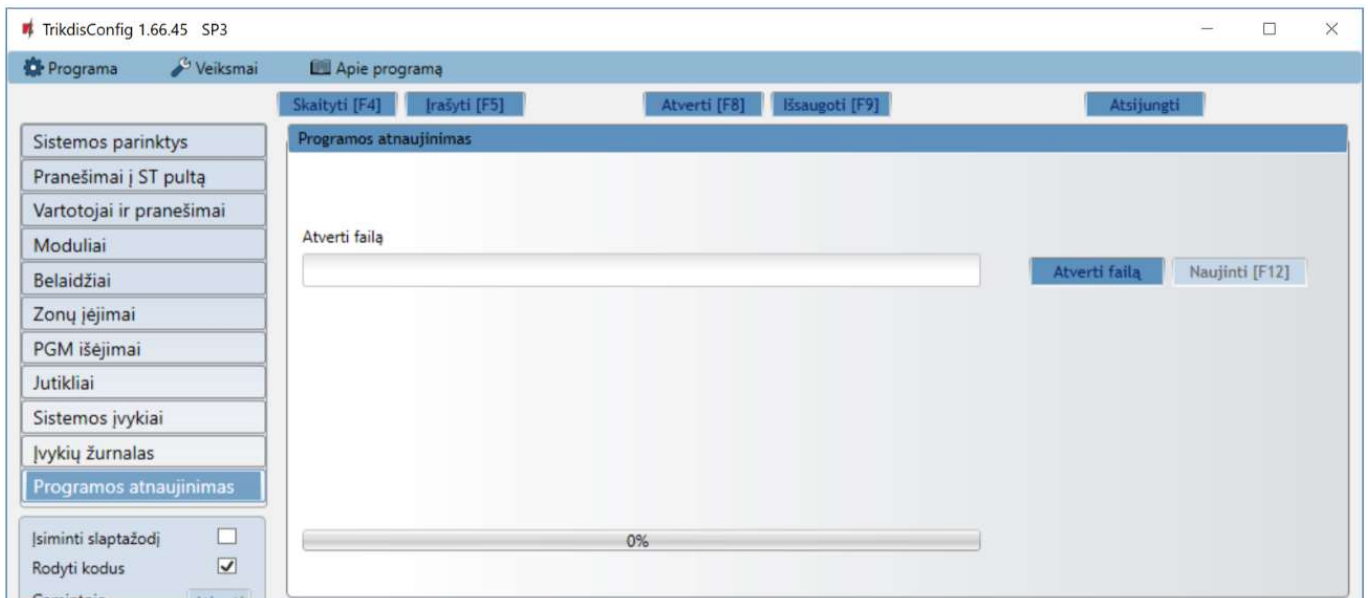 TrikdisConfig 1.66.45 SP3
Programa Veiksmai Apie programą
Skaityti [F4] Įrašyti [F5] Atverti [F8] Išsaugoti [F9] Atsijungti
Sistemos parinktys
Pranešimai į ST pultą
Vartotojai ir pranešimai
Moduliai
Belaidžiai
Zonų įėjimai
PGM išėjimai
Jutikliai
Sistemos įvykiai
Įvykių žurnalas
Programos atnaujinimas
Įsiminti slaptažodį
Rodyti kodus
Programos atnaujinimas
Atverti failą
Atverti failą Naujinti [F12]
0%